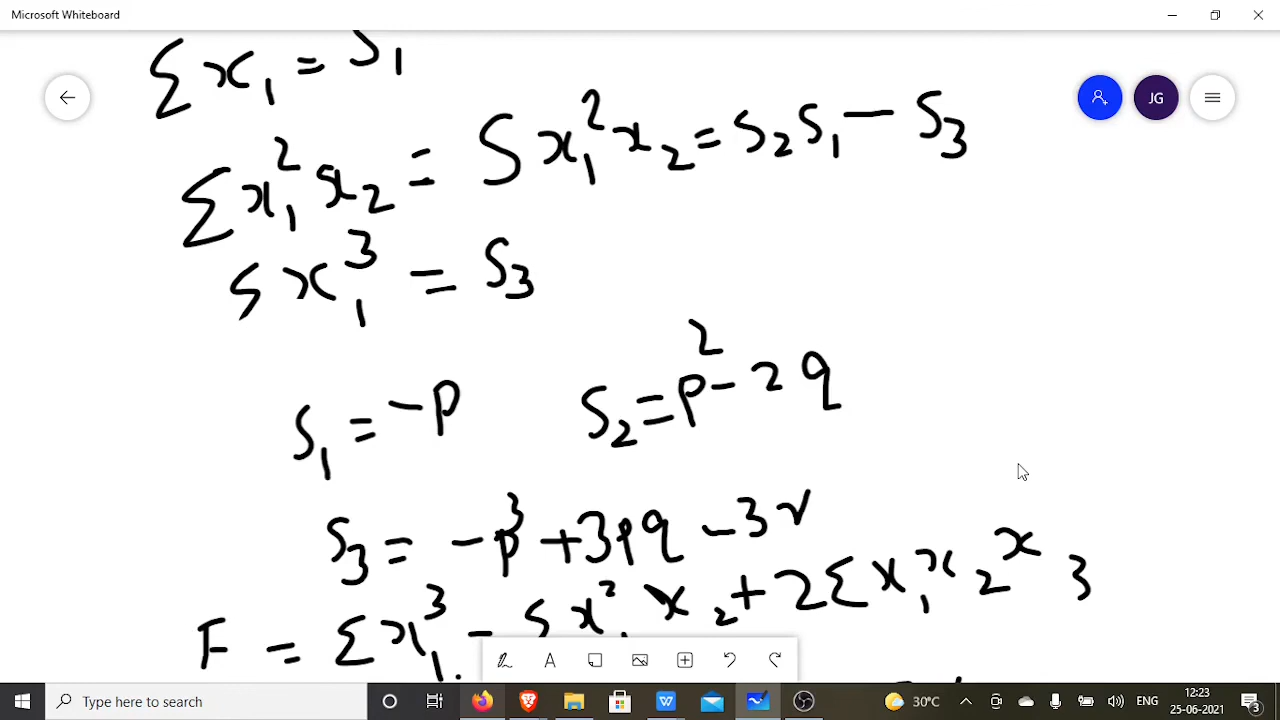 Microsoft Whiteboard
Σx₁ = S₁
JG
Σx₁²x₂ = Sx₁²x₂ = S₂S₁ − S₃
Sx₁³ = S₃
S₁ = −p S₂ = p² − 2q
S₃ = −p³ + 3pq − 3r
F = Σx₁³ − Sx₁²x₂ + 2Σx₁x₂x₃
Type here to search
30°C
ENG
12:23
25-06-2021
3